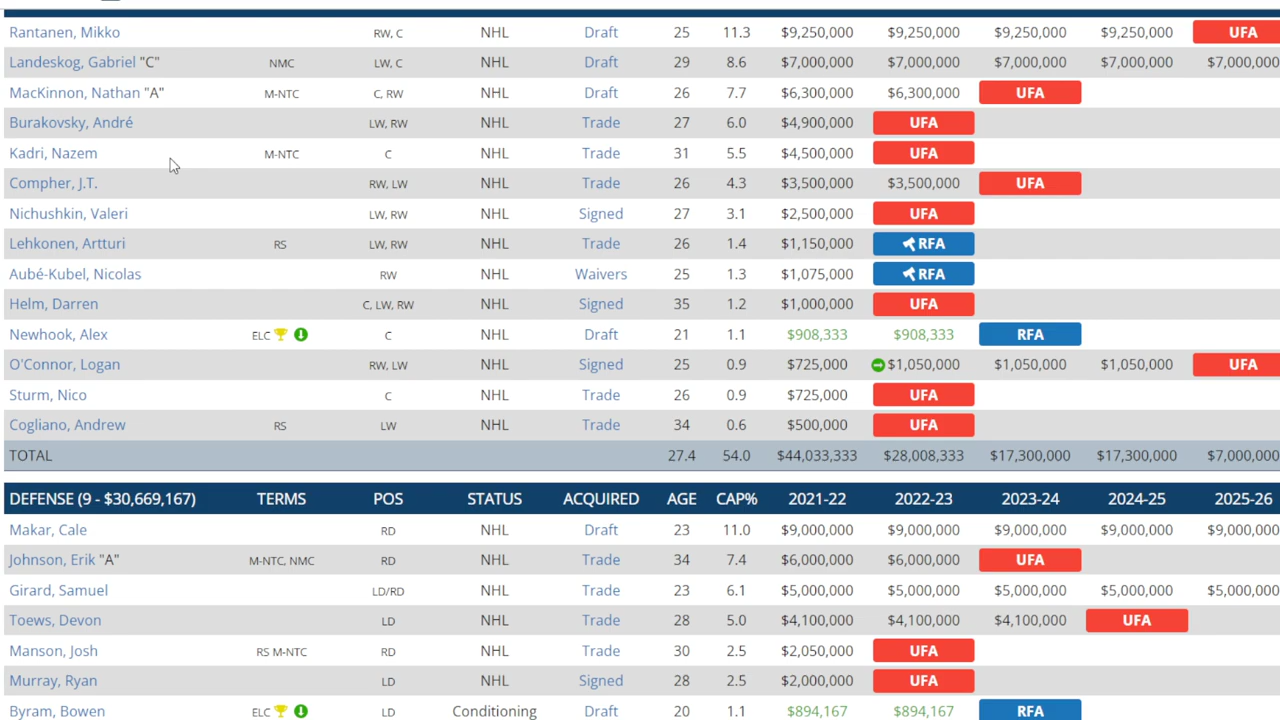 Rantanen, Mikko RW, C NHL Draft 25 11.3 $9,250,000 $9,250,000 $9,250,000 $9,250,000 UFA
Landeskog, Gabriel "C" NMC LW, C NHL Draft 29 8.6 $7,000,000 $7,000,000 $7,000,000 $7,000,000 $7,000,000
MacKinnon, Nathan "A" M-NTC C, RW NHL Draft 26 7.7 $6,300,000 $6,300,000 UFA
Burakovsky, André LW, RW NHL Trade 27 6.0 $4,900,000 UFA
Kadri, Nazem M-NTC C NHL Trade 31 5.5 $4,500,000 UFA
Compher, J.T. RW, LW NHL Trade 26 4.3 $3,500,000 $3,500,000 UFA
Nichushkin, Valeri LW, RW NHL Signed 27 3.1 $2,500,000 UFA
Lehkonen, Artturi RS LW, RW NHL Trade 26 1.4 $1,150,000 RFA
Aubé-Kubel, Nicolas RW NHL Waivers 25 1.3 $1,075,000 RFA
Helm, Darren C, LW, RW NHL Signed 35 1.2 $1,000,000 UFA
Newhook, Alex ELC C NHL Draft 21 1.1 $908,333 $908,333 RFA
O'Connor, Logan RW, LW NHL Signed 25 0.9 $725,000 $1,050,000 $1,050,000 $1,050,000 UFA
Sturm, Nico C NHL Trade 26 0.9 $725,000 UFA
Cogliano, Andrew RS LW NHL Trade 34 0.6 $500,000 UFA
TOTAL 27.4 54.0 $44,033,333 $28,008,333 $17,300,000 $17,300,000 $7,000,000
DEFENSE (9 - $30,669,167) TERMS POS STATUS ACQUIRED AGE CAP% 2021-22 2022-23 2023-24 2024-25 2025-26
Makar, Cale RD NHL Draft 23 11.0 $9,000,000 $9,000,000 $9,000,000 $9,000,000 $9,000,000
Johnson, Erik "A" M-NTC, NMC RD NHL Trade 34 7.4 $6,000,000 $6,000,000 UFA
Girard, Samuel LD/RD NHL Trade 23 6.1 $5,000,000 $5,000,000 $5,000,000 $5,000,000 $5,000,000
Toews, Devon LD NHL Trade 28 5.0 $4,100,000 $4,100,000 $4,100,000 UFA
Manson, Josh RS M-NTC RD NHL Trade 30 2.5 $2,050,000 UFA
Murray, Ryan LD NHL Signed 28 2.5 $2,000,000 UFA
Byram, Bowen ELC LD Conditioning Draft 20 1.1 $894,167 $894,167 RFA